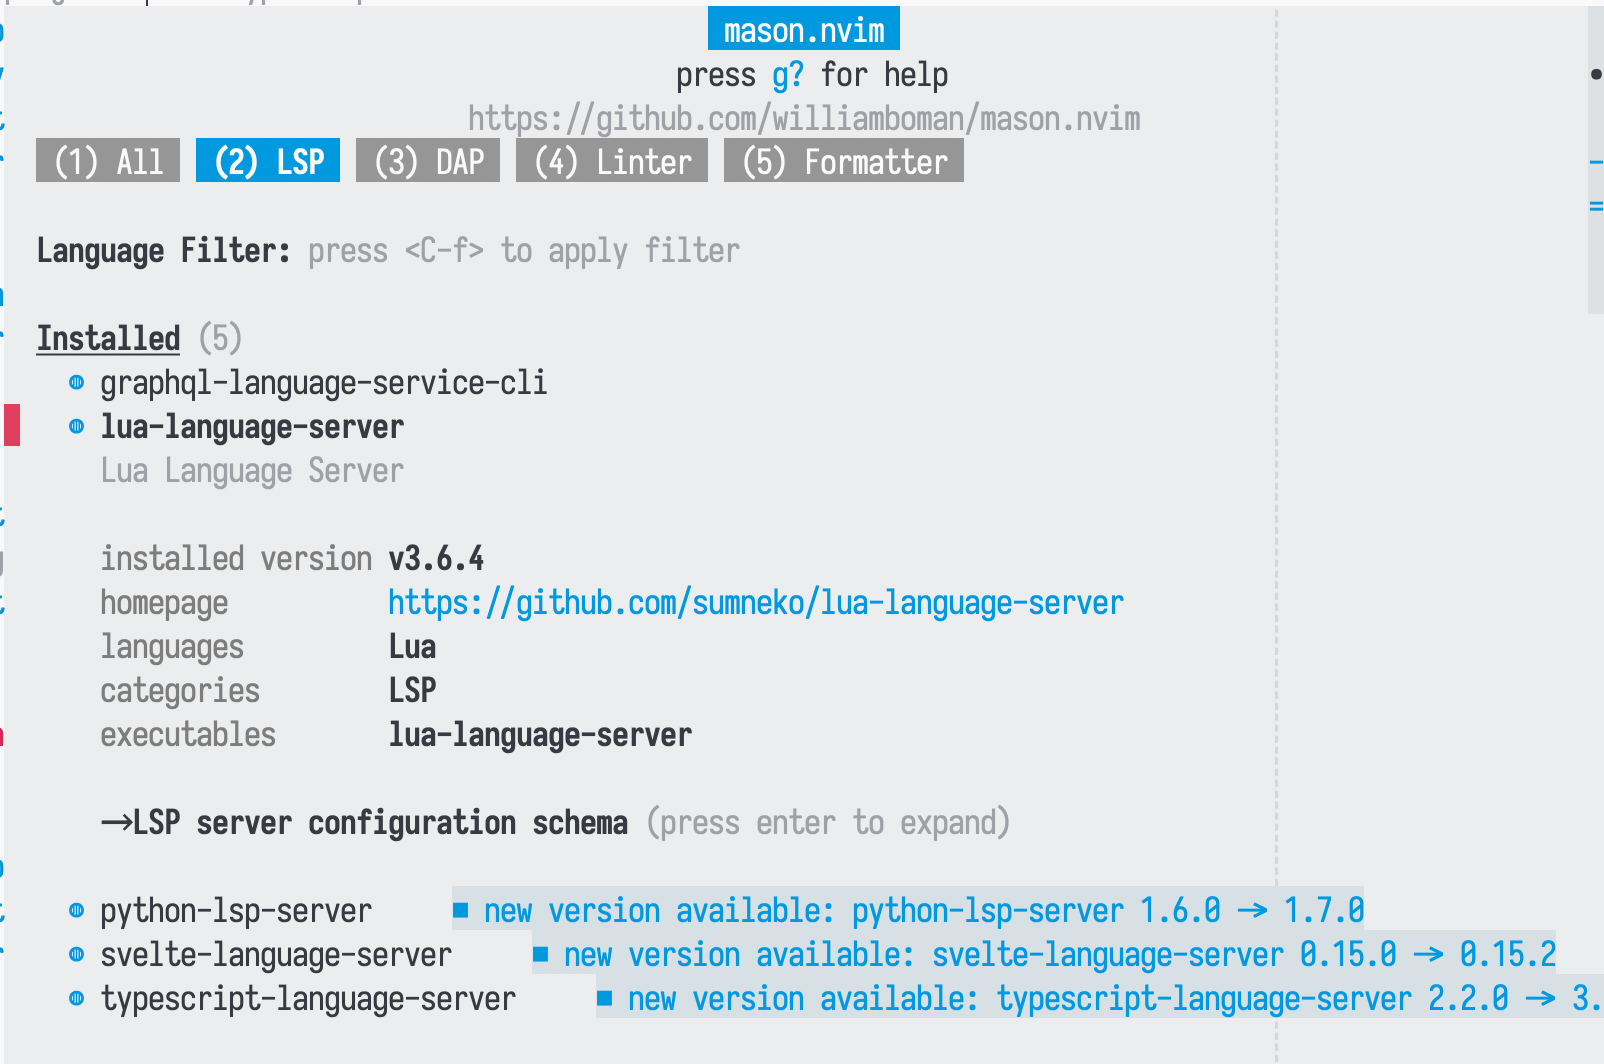 mason.nvim
press g? for help
https://github.com/williamboman/mason.nvim
(1) All (2) LSP (3) DAP (4) Linter (5) Formatter
Language Filter: press <C-f> to apply filter
Installed (5)
graphql-language-service-cli
lua-language-server
Lua Language Server
installed version v3.6.4
homepage https://github.com/sumneko/lua-language-server
languages Lua
categories LSP
executables lua-language-server
→LSP server configuration schema (press enter to expand)
python-lsp-server ■ new version available: python-lsp-server 1.6.0 → 1.7.0
svelte-language-server ■ new version available: svelte-language-server 0.15.0 → 0.15.2
typescript-language-server ■ new version available: typescript-language-server 2.2.0 → 3.